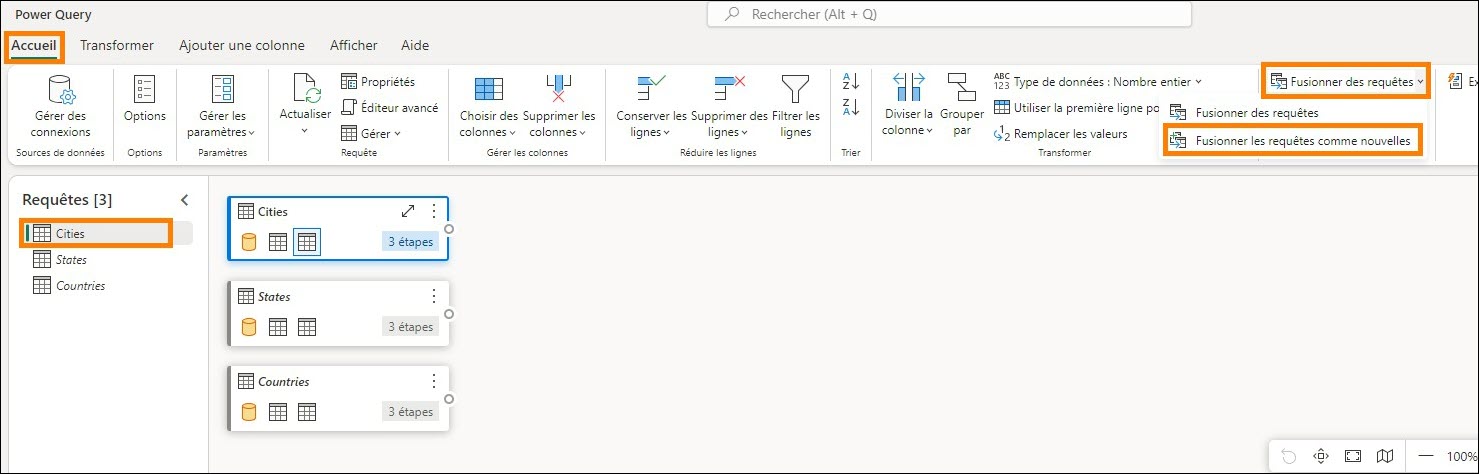 Power Query
Rechercher (Alt + Q)
Accueil Transformer Ajouter une colonne Afficher Aide
Gérer des connexions
Sources de données
Options
Options
Gérer les paramètres
Paramètres
Actualiser
Propriétés
Éditeur avancé
Gérer
Requête
Choisir des colonnes
Supprimer les colonnes
Gérer les colonnes
Conserver les lignes
Supprimer des lignes
Filtrer les lignes
Réduire les lignes
A Z
Z A
Trier
Diviser la colonne
Grouper par
ABC 123 Type de données : Nombre entier
Utiliser la première ligne po
1 2 Remplacer les valeurs
Transformer
Fusionner des requêtes
Fusionner des requêtes
Fusionner les requêtes comme nouvelles
Ex
Requêtes [3]
Cities
States
Countries
Cities
3 étapes
States
3 étapes
Countries
3 étapes
100%